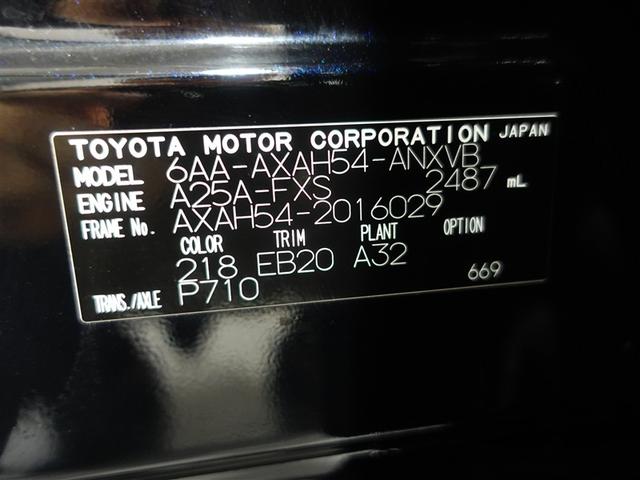 TOYOTA MOTOR CORPORATION JAPAN
MODEL 6AA-AXAH54-ANXVB
ENGINE A25A-FXS 2487 mL
FRAME No. AXAH54-2016029
COLOR TRIM PLANT OPTION
218 EB20 A32
TRANS./AXLE P710 669